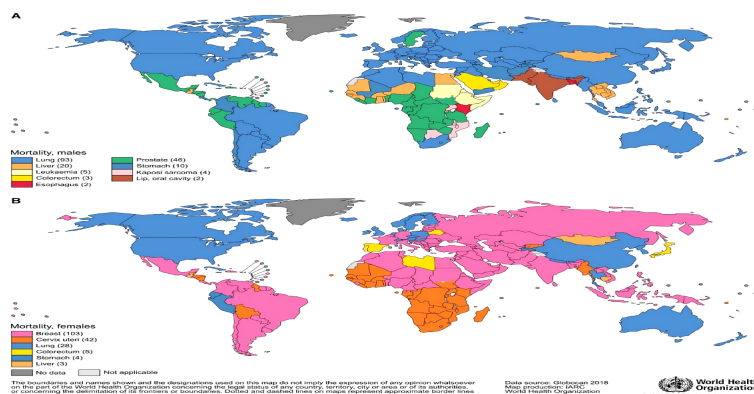 A
Mortality, males
Lung (93)
Liver (20)
Leukaemia (5)
Colorectum (3)
Esophagus (2)
Prostate (46)
Stomach (10)
Kaposi sarcoma (4)
Lip, oral cavity (2)
B
Mortality, females
Breast (103)
Cervix uteri (42)
Lung (28)
Colorectum (5)
Stomach (4)
Liver (3)
No data
Not applicable
The boundaries and names shown and the designations used on this map do not imply the expression of any opinion whatsoever
on the part of the World Health Organization concerning the legal status of any country, territory, city or area or of its authorities,
or concerning the delimitation of its frontiers or boundaries. Dotted and dashed lines on maps represent approximate border lines
Data source: Globocan 2018
Map production: IARC
World Health Organization
World Health
Organization